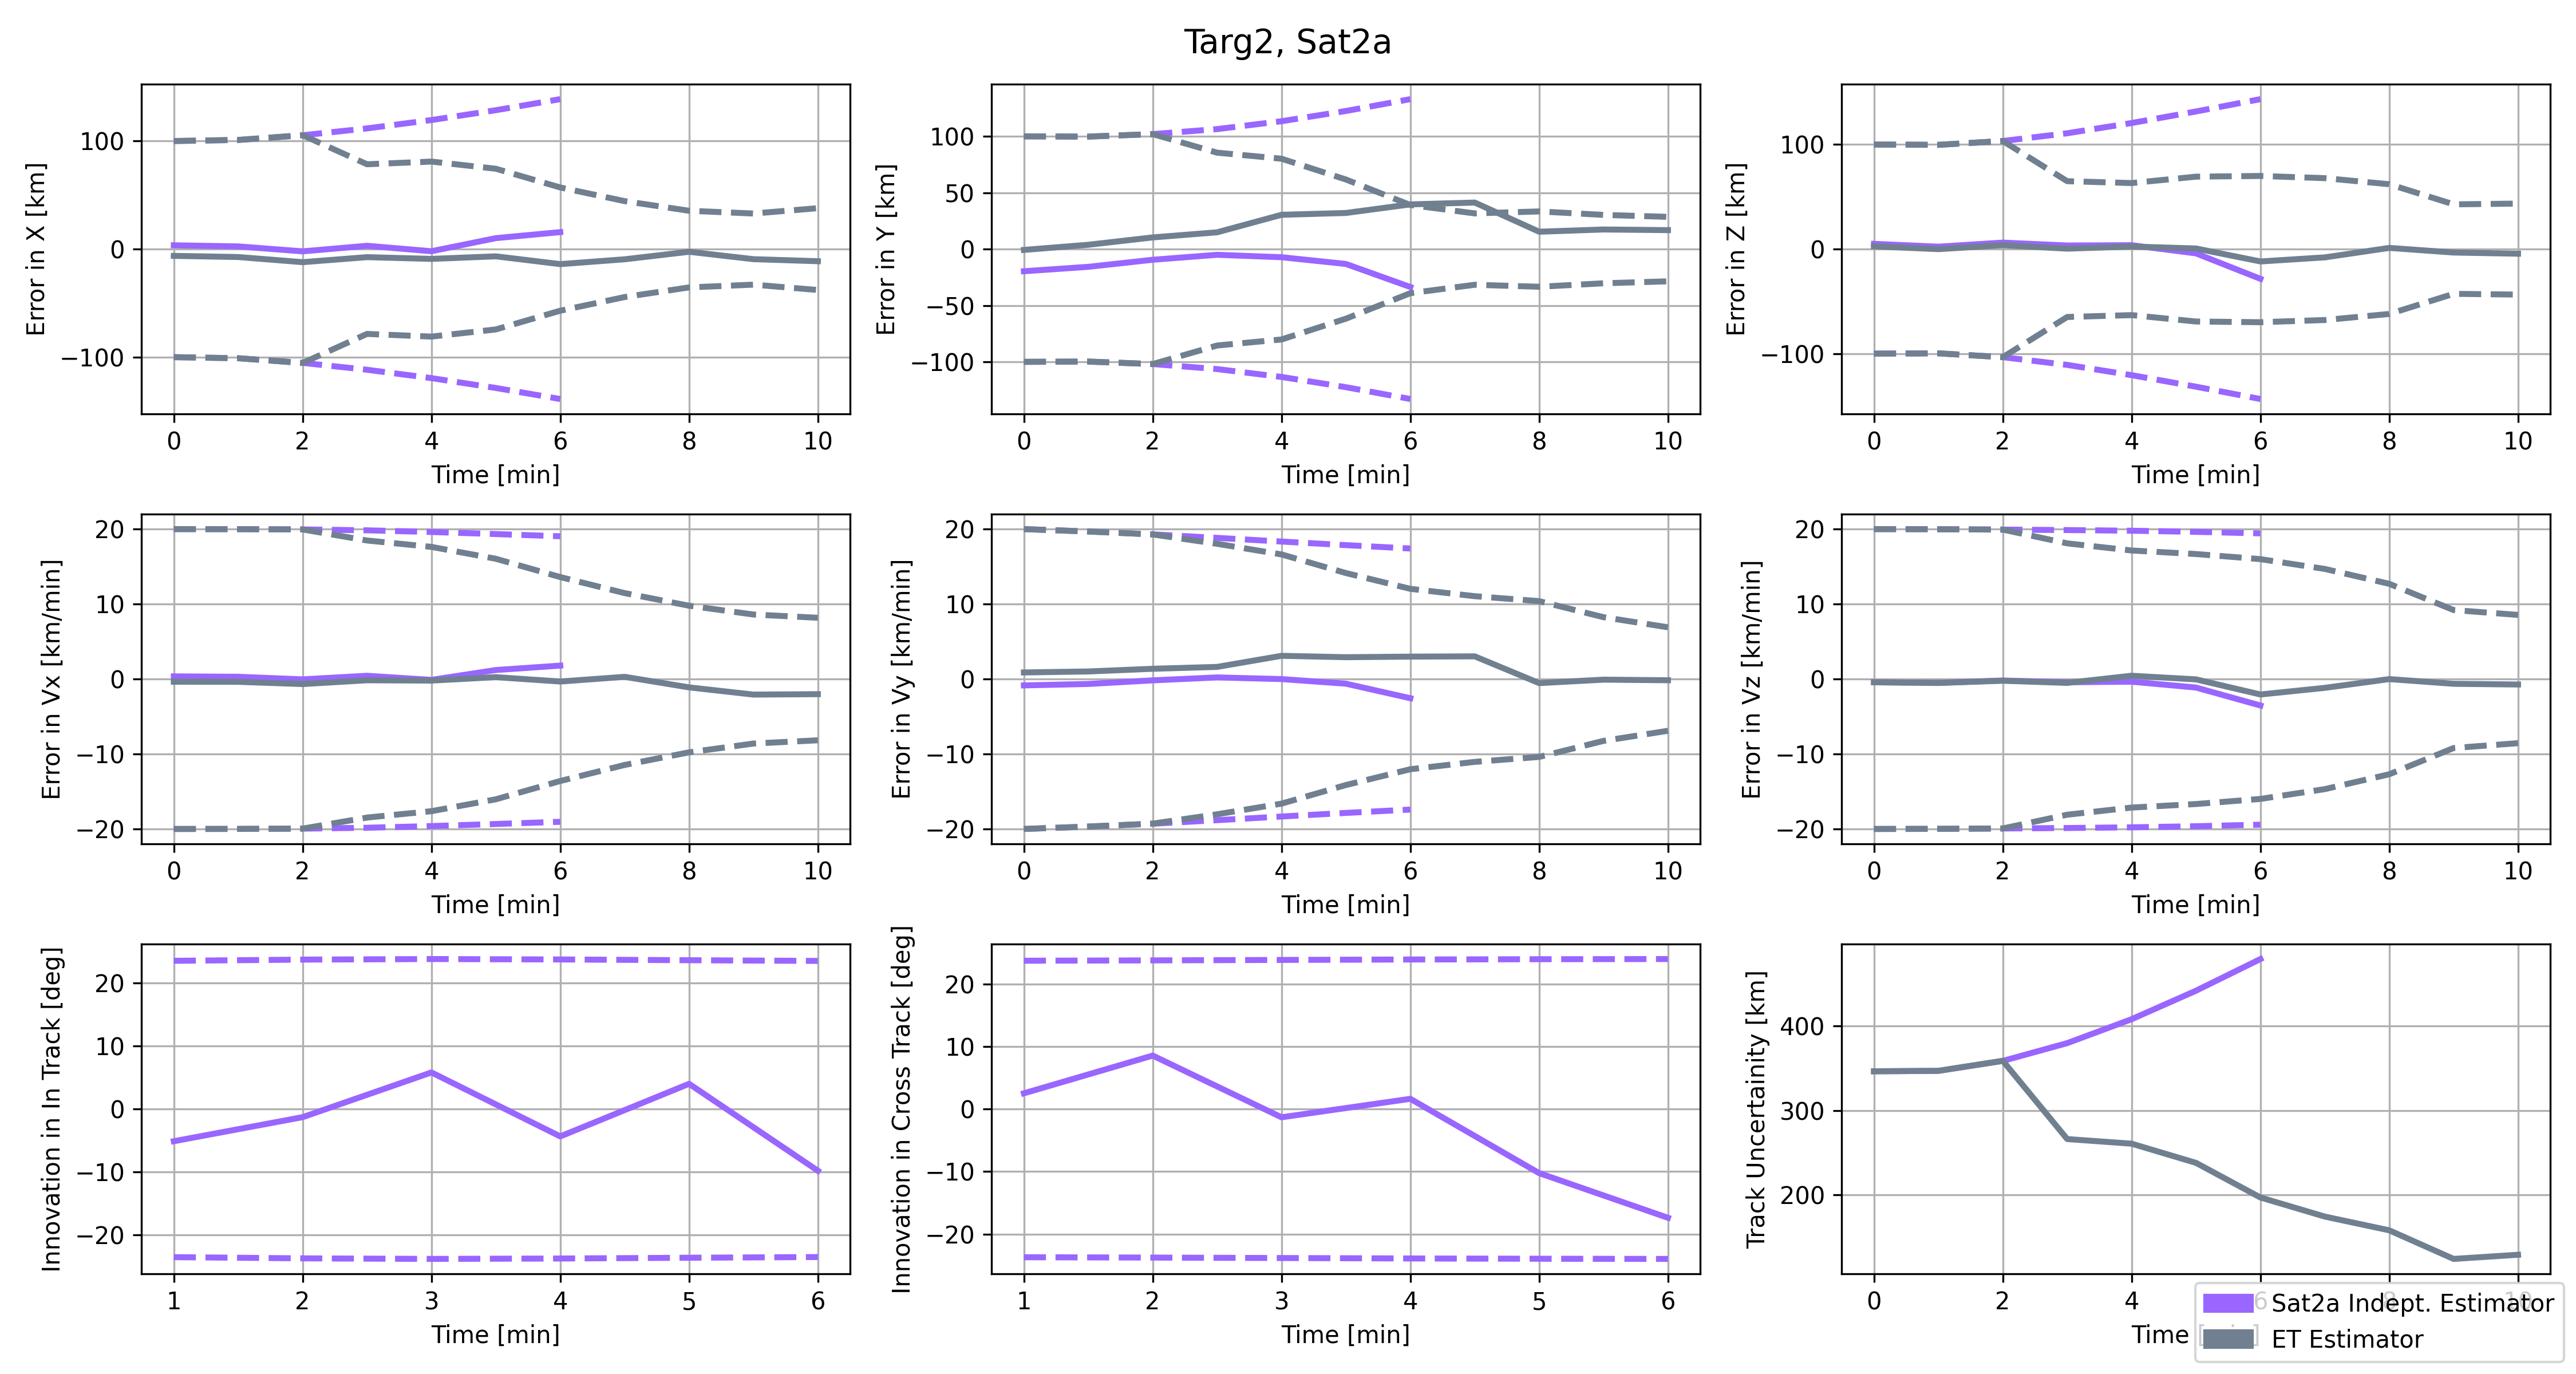 Targ2, Sat2a
Error in X [km]
100
0
−100
0 2 4 6 8 10
Time [min]
Error in Y [km]
100
50
0
−50
−100
0 2 4 6 8 10
Time [min]
Error in Z [km]
100
0
−100
0 2 4 6 8 10
Time [min]
Error in Vx [km/min]
20
10
0
−10
−20
0 2 4 6 8 10
Time [min]
Error in Vy [km/min]
20
10
0
−10
−20
0 2 4 6 8 10
Time [min]
Error in Vz [km/min]
20
10
0
−10
−20
0 2 4 6 8 10
Time [min]
Innovation in In Track [deg]
20
10
0
−10
−20
1 2 3 4 5 6
Time [min]
Innovation in Cross Track [deg]
20
10
0
−10
−20
1 2 3 4 5 6
Time [min]
Track Uncertainity [km]
400
300
200
0 2 4 6 8 10
Time [min]
Sat2a Indept. Estimator
ET Estimator